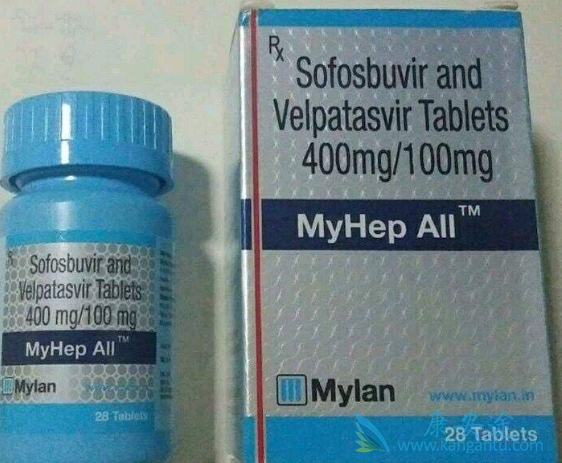 Rx
Sofosbuvir and
Velpatasvir Tablets
400 mg/100 mg
MyHep All™
Mylan
28 Tablets
Rx
Sofosbuvir and
Velpatasvir Tablets
400mg/100mg
MyHep All™
Mylan
www.mylan.in
28 Tablets
www.kangantu.com